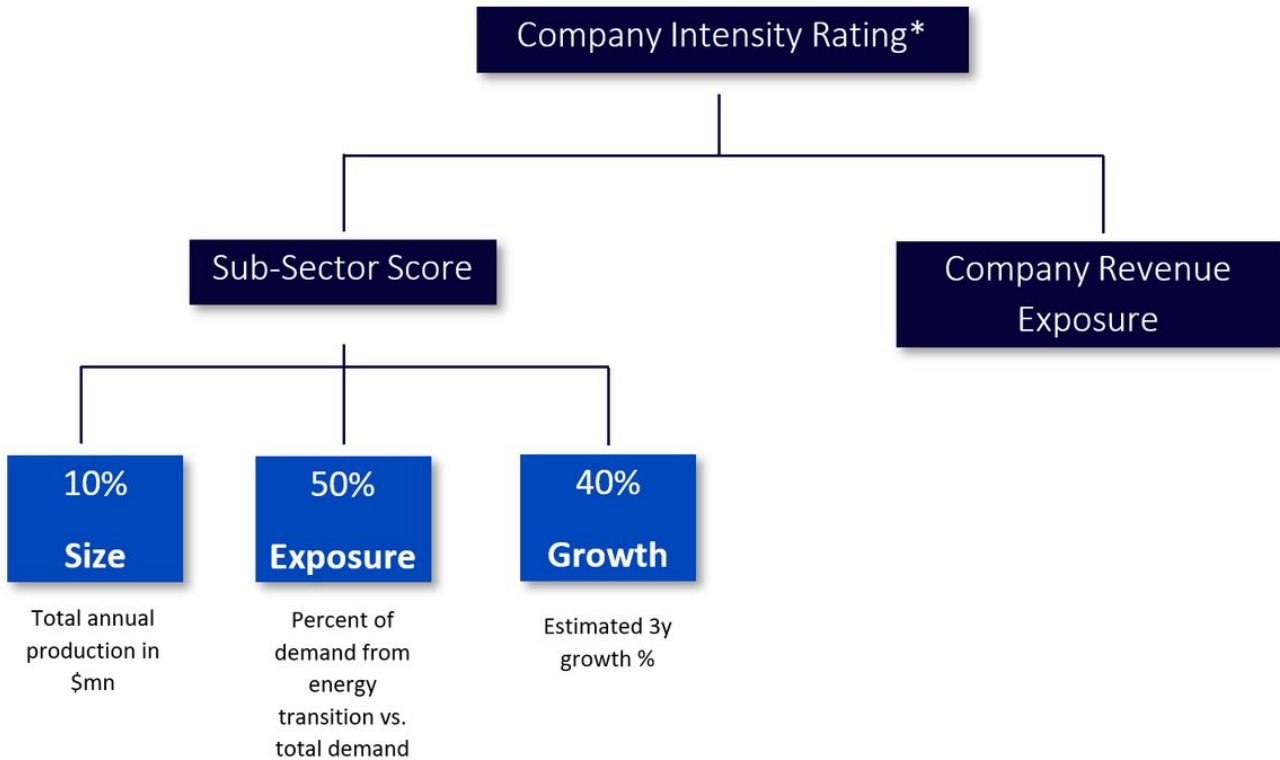 Company Intensity Rating*
Sub-Sector Score
Company Revenue
Exposure
10%
Size
50%
Exposure
40%
Growth
Total annual
production in
$mn
Percent of
demand from
energy
transition vs.
total demand
Estimated 3y
growth %